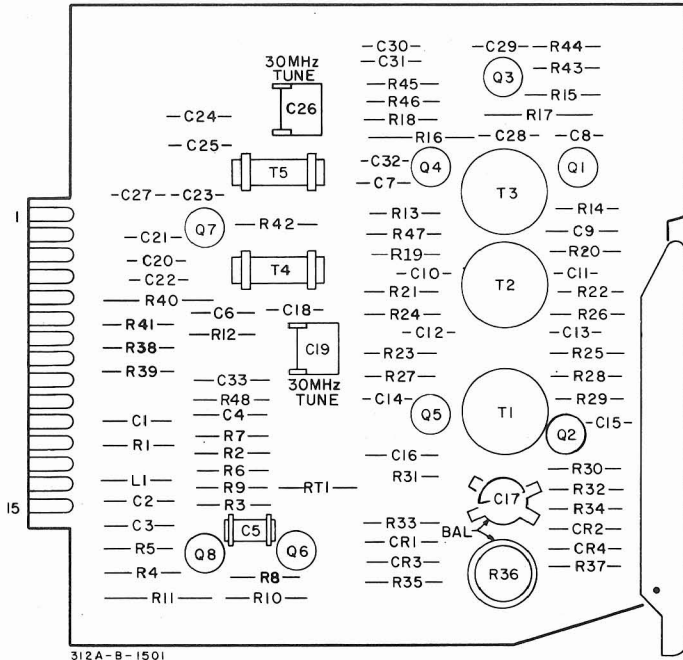 C30
C29
R44
C31
Q3
R43
30MHz
TUNE
R45
R15
R46
C26
R17
C24
R18
R16
C28
C8
C25
C32
Q4
Q1
T5
C7
T3
C27
C23
1
R13
R14
Q7
R42
C21
R47
C9
R19
R20
C20
T4
C10
C11
C22
T2
R21
R22
R40
C6
C18
R24
R26
R41
R12
C12
C13
R38
C19
R23
R25
R39
30MHz
TUNE
R27
R28
C33
R48
C14
Q5
T1
R29
C4
C15
C1
Q2
R7
R1
R2
C16
R6
R31
R30
L1
R9
RT1
R32
C17
C2
R3
R34
15
C3
C5
R33
BAL
CR2
R5
Q8
Q6
CR1
CR4
R4
R8
CR3
R36
R37
R35
R11
R10
312A-B-1501